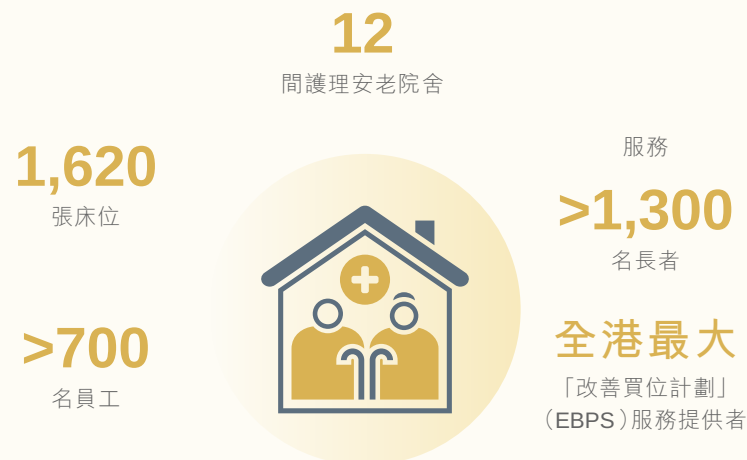 12
間護理安老院舍
1,620
張床位
>700
名員工
服務
>1,300
名長者
全港最大
「改善買位計劃」
（EBPS）服務提供者